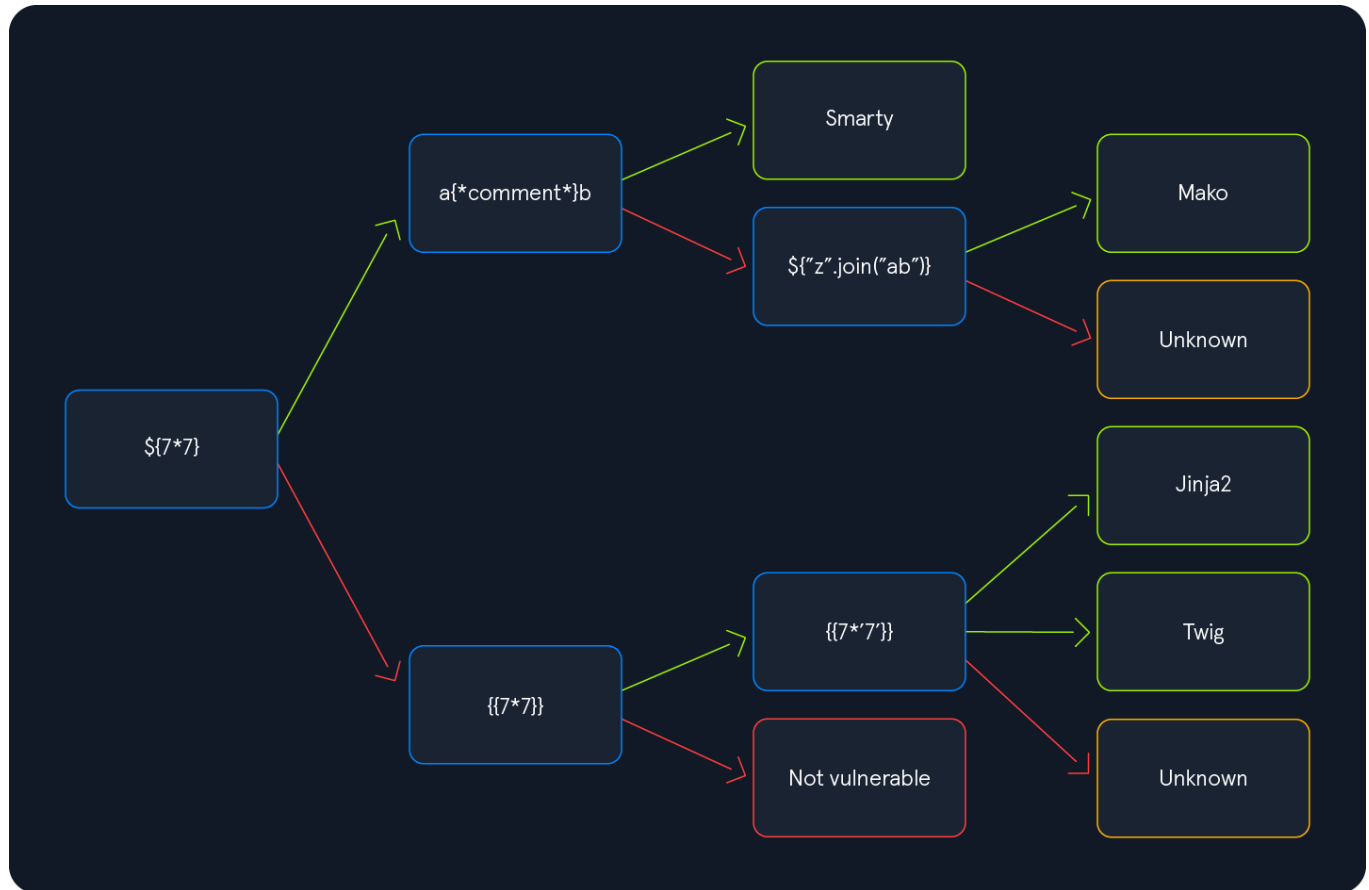 Smarty
a{*comment*}b
Mako
${”z”.join(”ab”)}
Unknown
${7*7}
Jinja2
{{7*’7’}}
Twig
{{7*7}}
Not vulnerable
Unknown